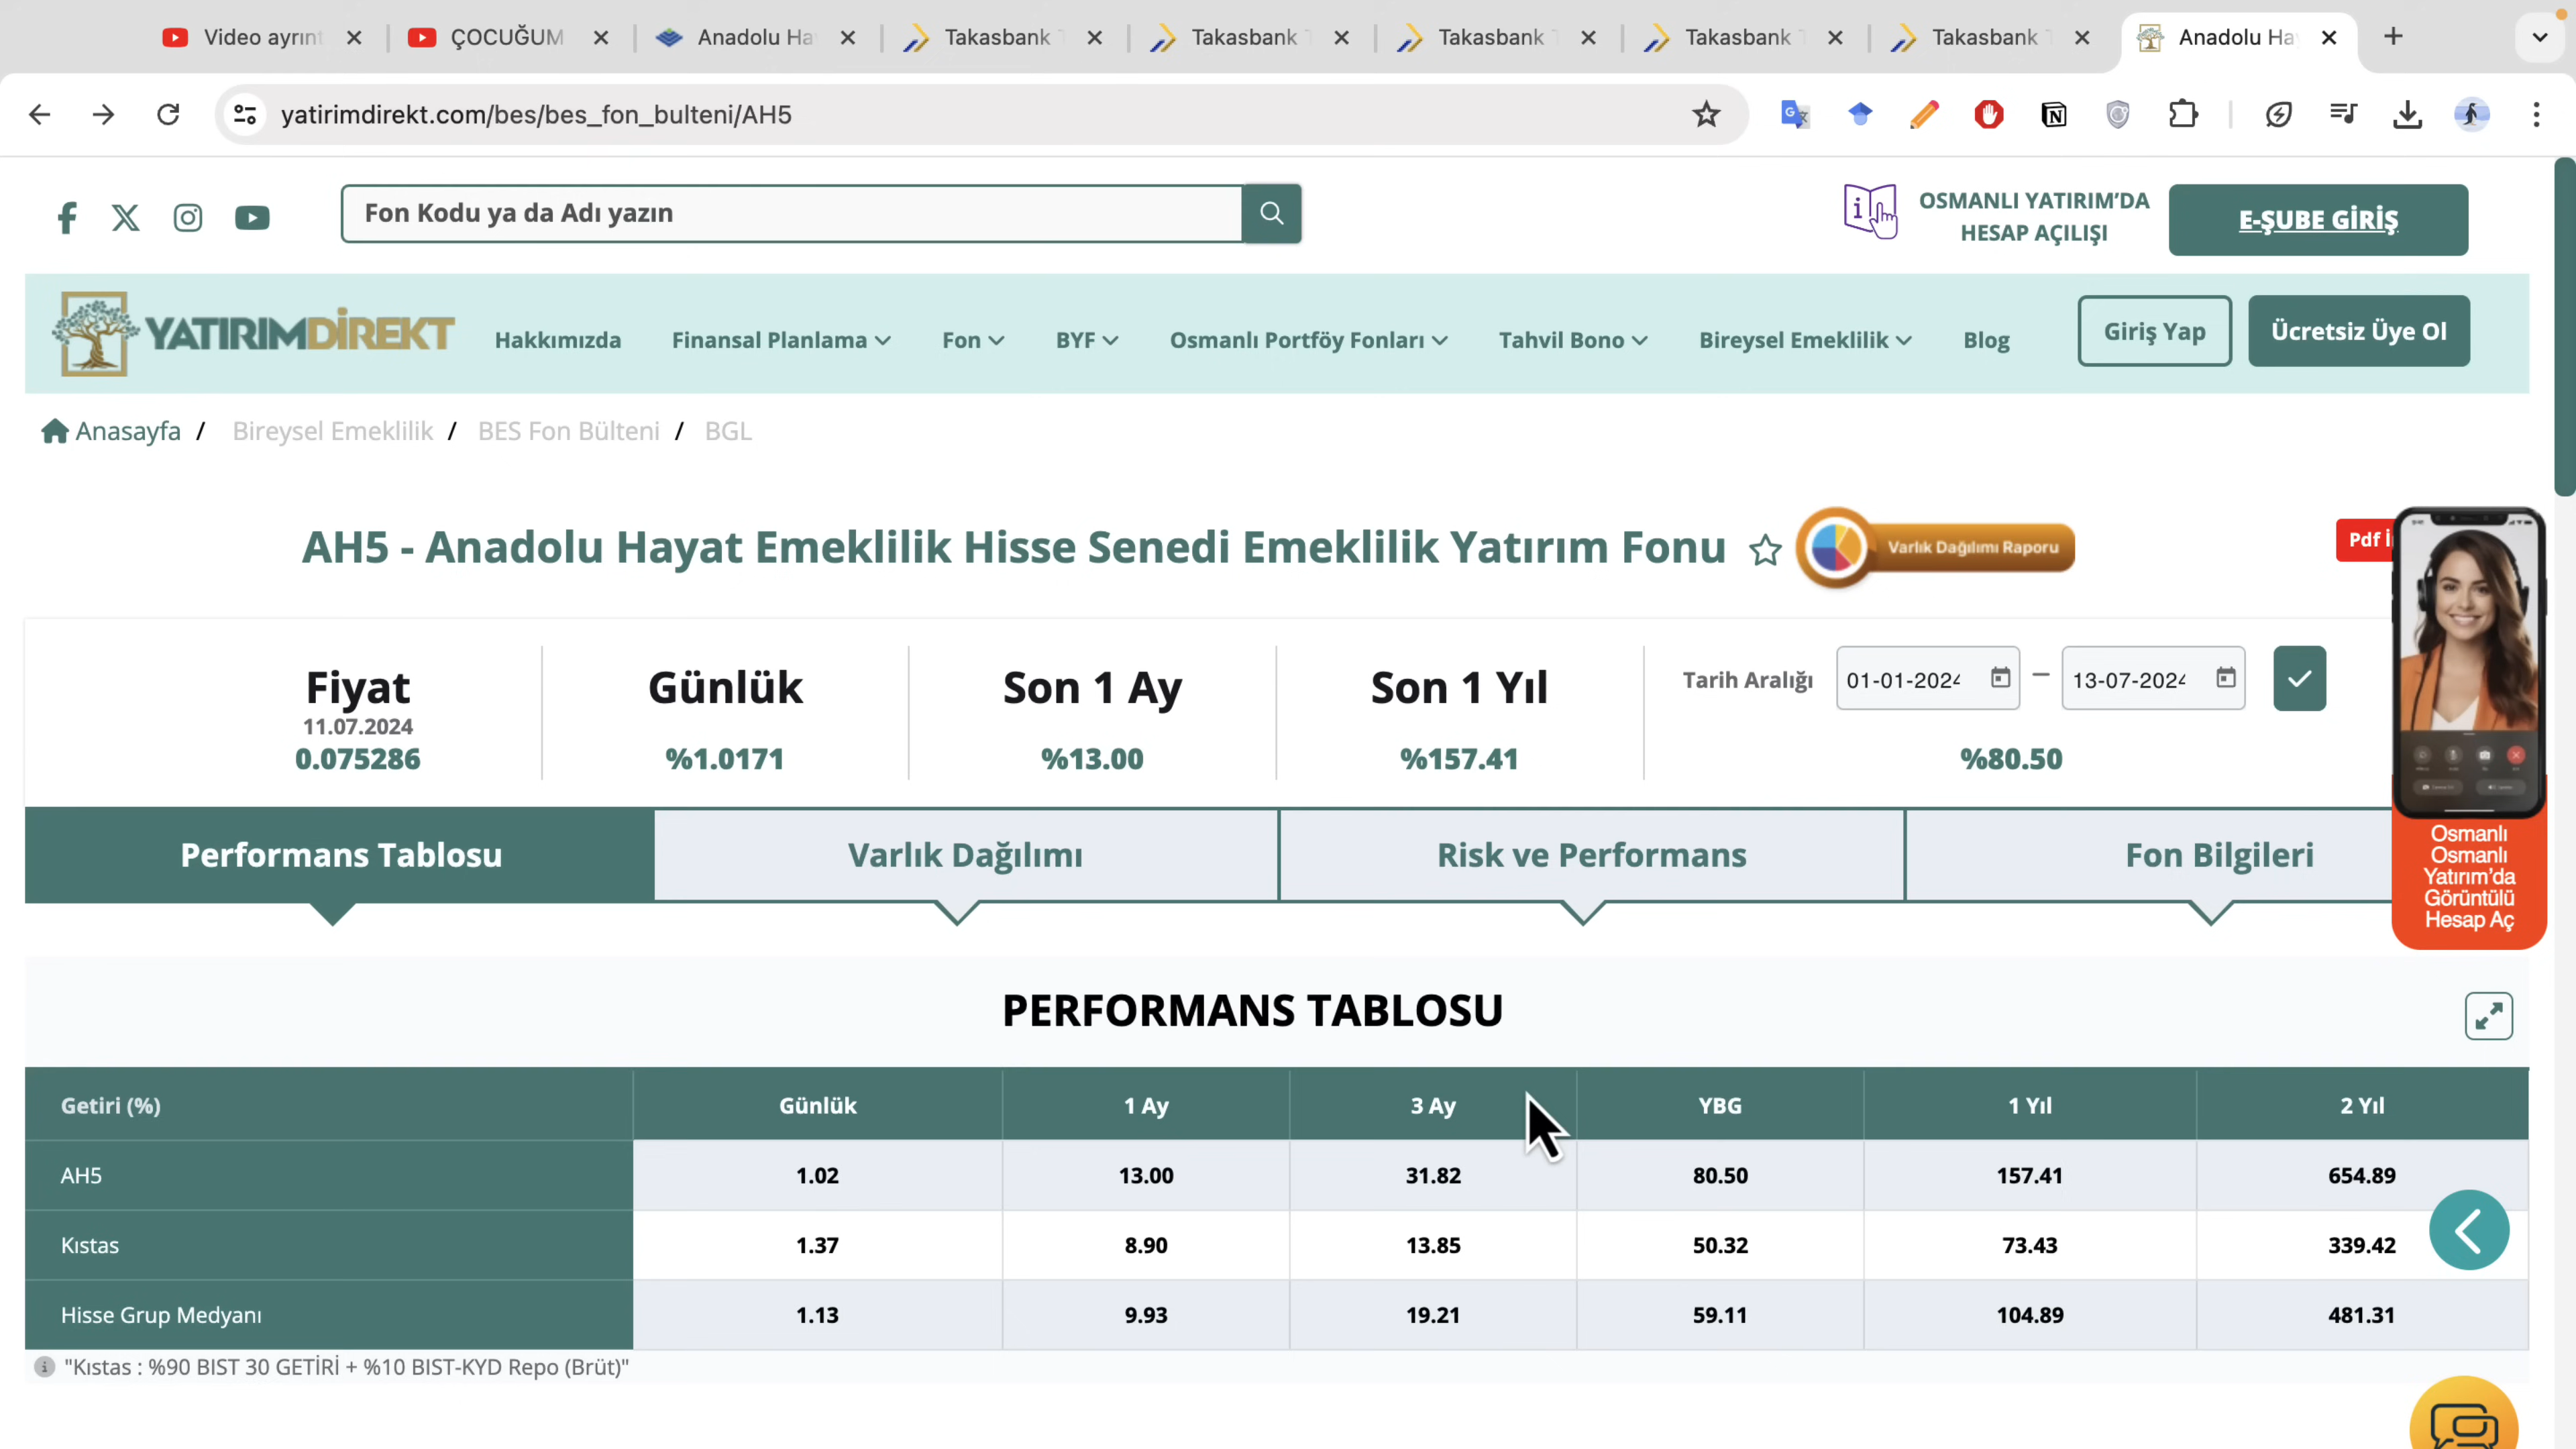 Video ayrınt
ÇOCUĞUM
Anadolu Ha
Takasbank T
Takasbank T
Takasbank T
Takasbank T
Takasbank T
Anadolu Ha
yatirimdirekt.com/bes/bes_fon_bulteni/AH5
Fon Kodu ya da Adı yazın
OSMANLI YATIRIM'DA
HESAP AÇILIŞI
E-ŞUBE GİRİŞ
YATIRIMDİREKT
Hakkımızda
Finansal Planlama
Fon
BYF
Osmanlı Portföy Fonları
Tahvil Bono
Bireysel Emeklilik
Blog
Giriş Yap
Ücretsiz Üye Ol
Anasayfa / Bireysel Emeklilik / BES Fon Bülteni / BGL
AH5 - Anadolu Hayat Emeklilik Hisse Senedi Emeklilik Yatırım Fonu
Varlık Dağılımı Raporu
Pdf İ
Fiyat
11.07.2024
0.075286
Günlük
%1.0171
Son 1 Ay
%13.00
Son 1 Yıl
%157.41
Tarih Aralığı 01-01-2024 – 13-07-2024
%80.50
Osmanlı
Osmanlı
Yatırım'da
Görüntülü
Hesap Aç
Performans Tablosu
Varlık Dağılımı
Risk ve Performans
Fon Bilgileri
PERFORMANS TABLOSU
Getiri (%) Günlük 1 Ay 3 Ay YBG 1 Yıl 2 Yıl
AH5 1.02 13.00 31.82 80.50 157.41 654.89
Kıstas 1.37 8.90 13.85 50.32 73.43 339.42
Hisse Grup Medyanı 1.13 9.93 19.21 59.11 104.89 481.31
"Kıstas : %90 BIST 30 GETİRİ + %10 BIST-KYD Repo (Brüt)"